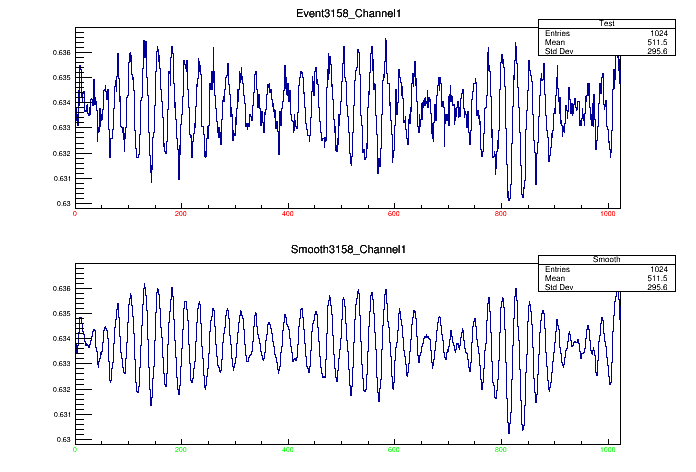 Event3158_Channel1
Test
Entries 1024
Mean 511.5
Std Dev 295.6
0.636
0.635
0.634
0.633
0.632
0.631
0.63
0 200 400 600 800 1000
Smooth3158_Channel1
Smooth
Entries 1024
Mean 511.5
Std Dev 295.6
0.636
0.635
0.634
0.633
0.632
0.631
0.63
0 200 400 600 800 1000